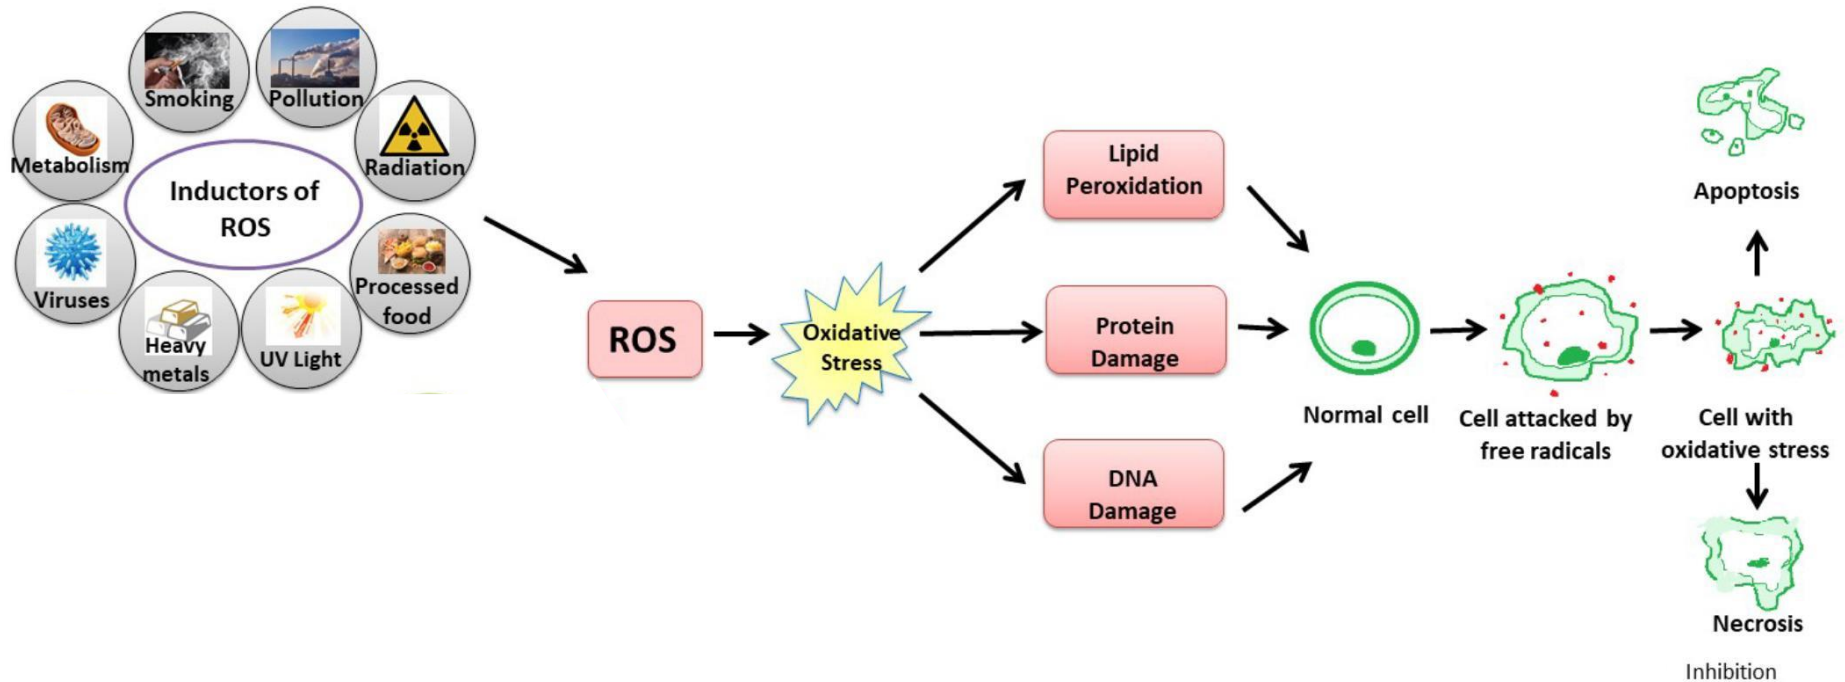 Smoking
Pollution
Metabolism
Radiation
Inductors of
ROS
Viruses
Processed
food
Heavy
metals
UV Light
ROS
Oxidative
Stress
Lipid
Peroxidation
Protein
Damage
DNA
Damage
Normal cell
Cell attacked by
free radicals
Cell with
oxidative stress
Apoptosis
Necrosis
Inhibition